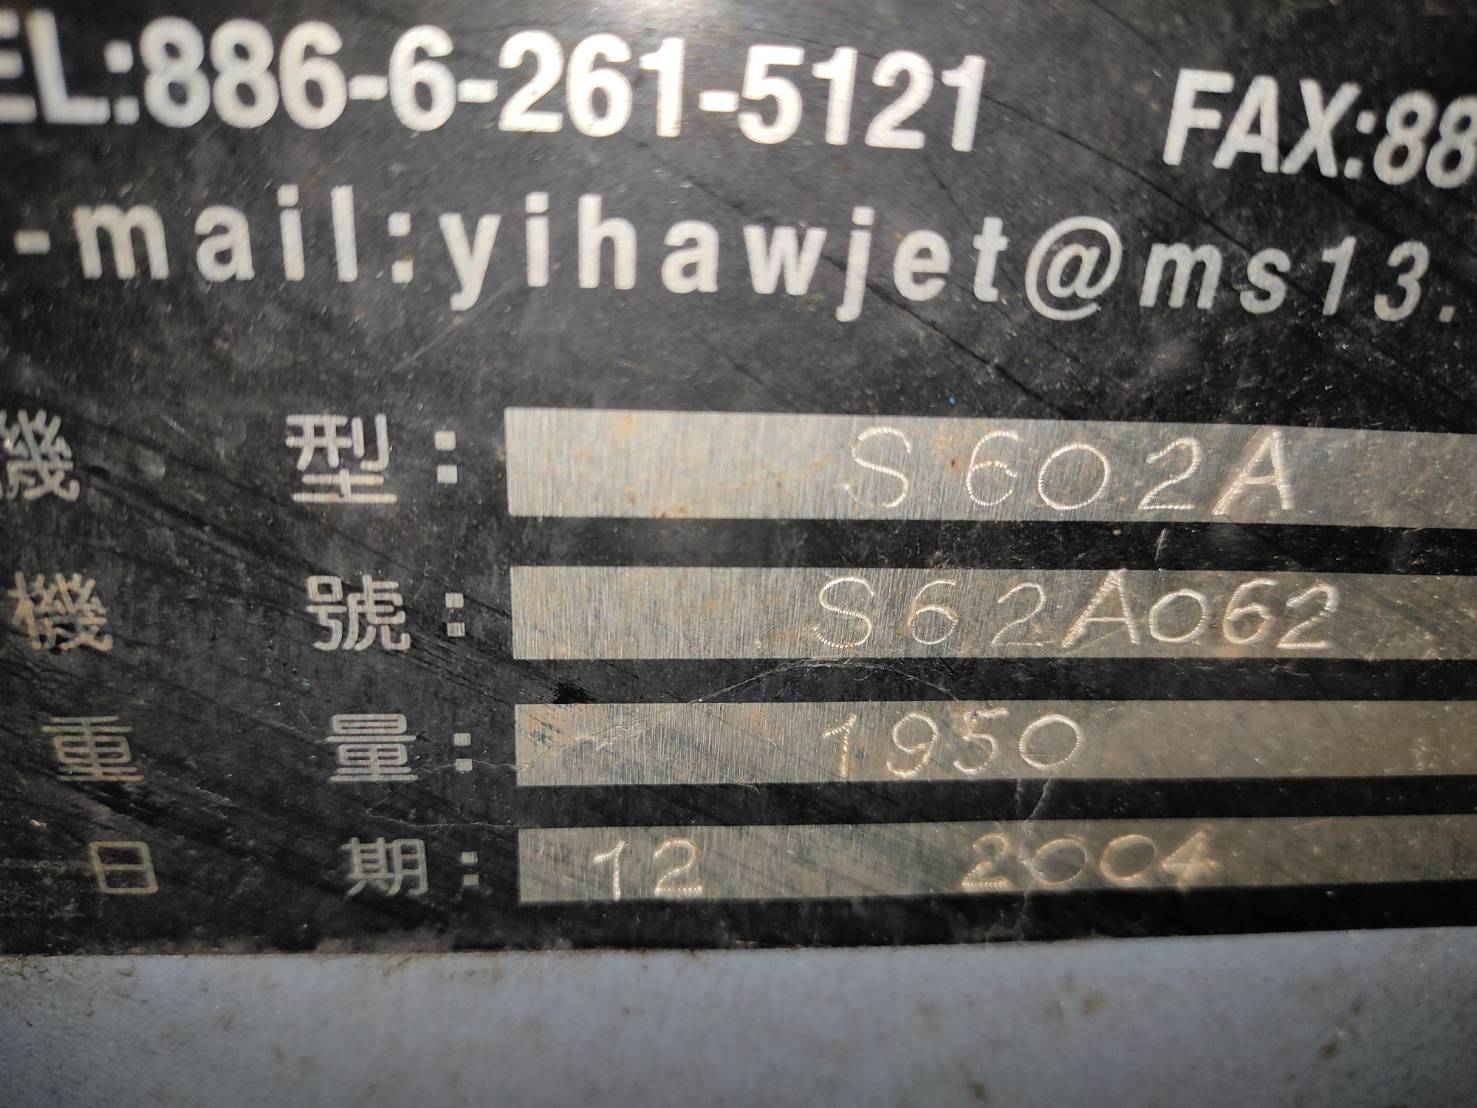 EL:886-6-261-5121 FAX:88
-mail:yihawjet@ms13.
機型: S602A
機號: S62A062
重量: 1950
日期: 12 2004